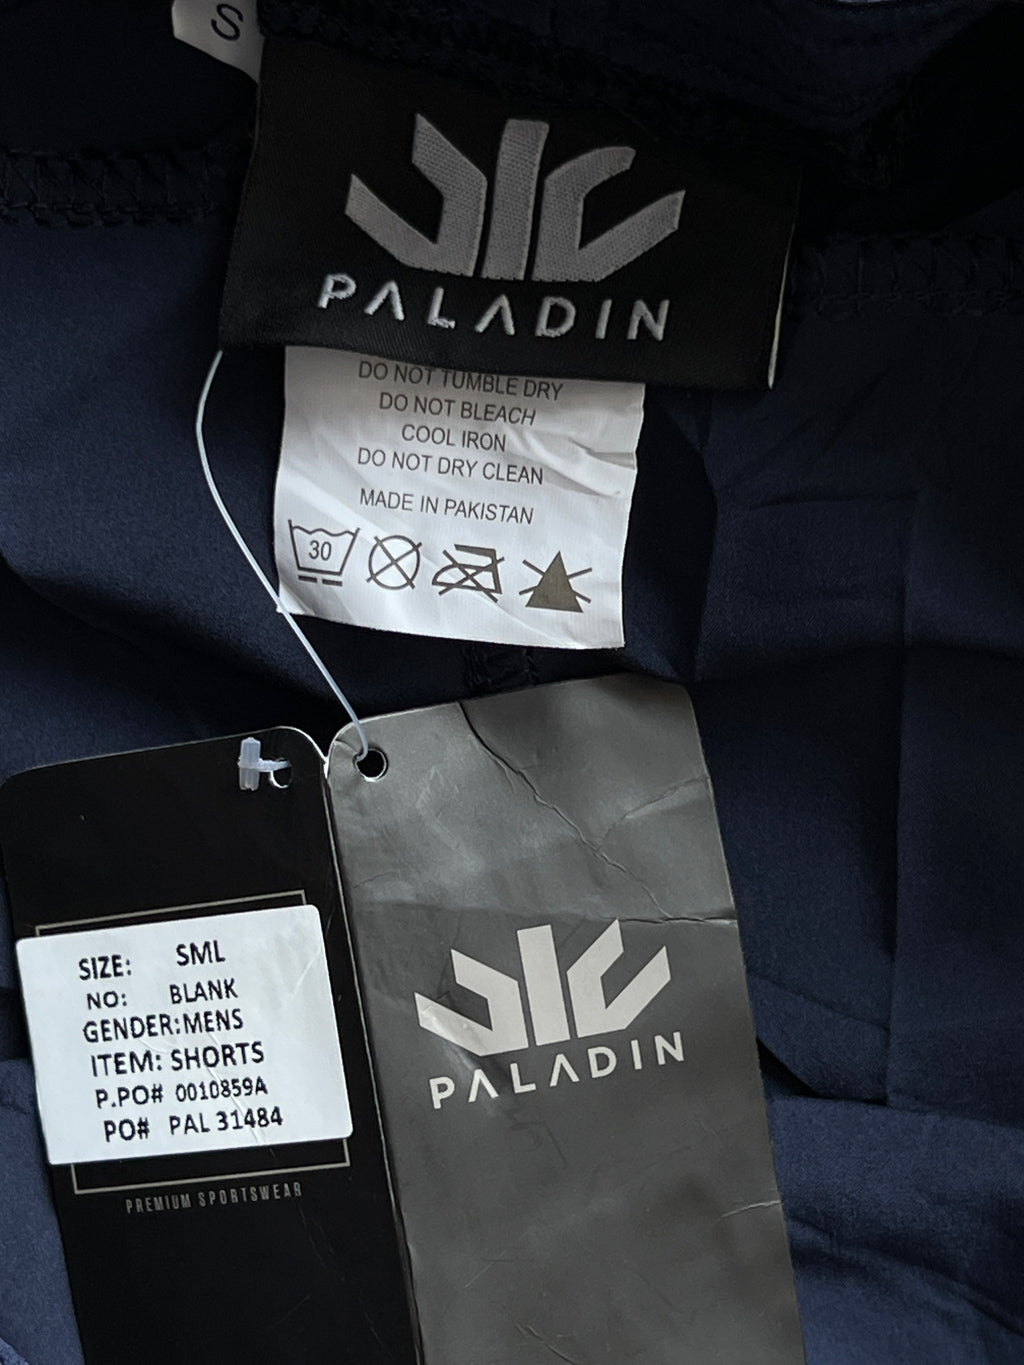 S
PALADIN
DO NOT TUMBLE DRY
DO NOT BLEACH
COOL IRON
DO NOT DRY CLEAN
MADE IN PAKISTAN
30
SIZE: SML
NO: BLANK
GENDER:MENS
ITEM: SHORTS
P.PO# 0010859A
PO# PAL 31484
PREMIUM SPORTSWEAR
PALADIN